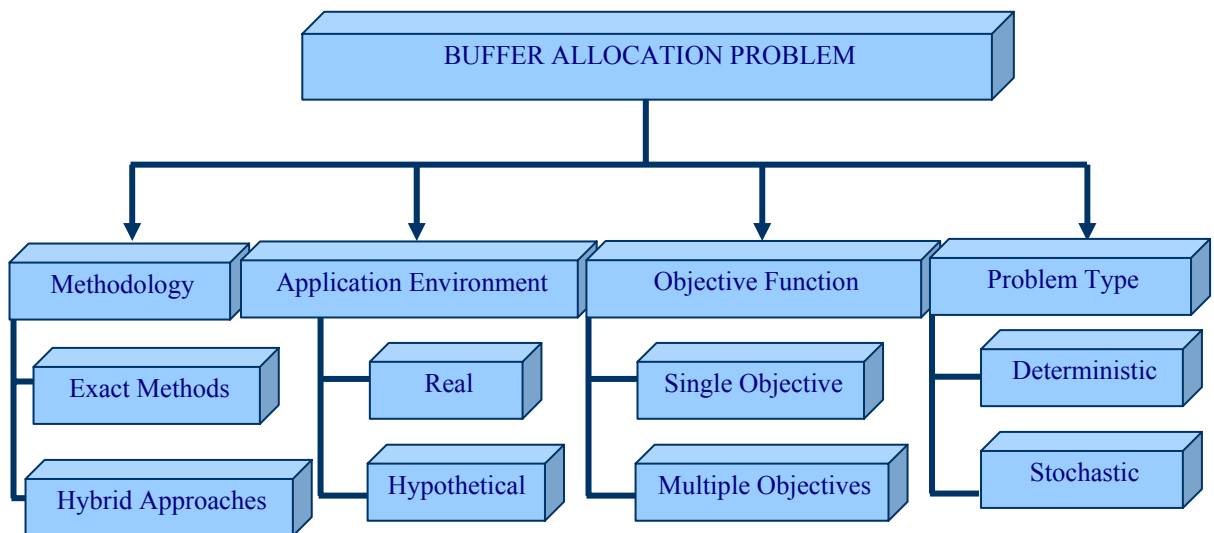 BUFFER ALLOCATION PROBLEM
Methodology
Application Environment
Objective Function
Problem Type
Exact Methods
Real
Single Objective
Deterministic
Hybrid Approaches
Hypothetical
Multiple Objectives
Stochastic